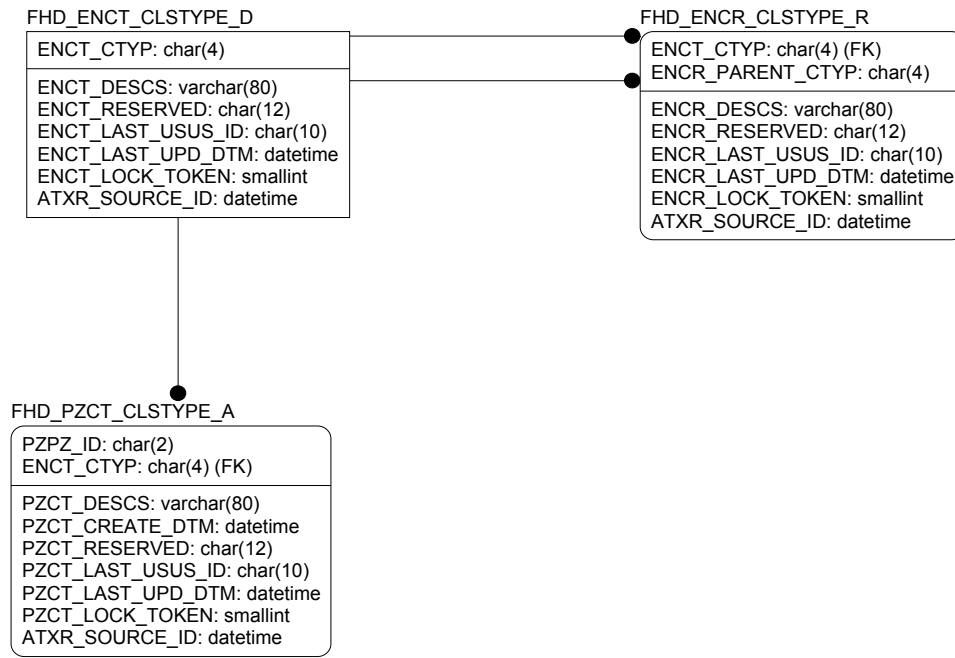 FHD_ENCT_CLSTYPE_D
ENCT_CTYP: char(4)
ENCT_DESCS: varchar(80)
ENCT_RESERVED: char(12)
ENCT_LAST_USUS_ID: char(10)
ENCT_LAST_UPD_DTM: datetime
ENCT_LOCK_TOKEN: smallint
ATXR_SOURCE_ID: datetime
FHD_ENCR_CLSTYPE_R
ENCT_CTYP: char(4) (FK)
ENCR_PARENT_CTYP: char(4)
ENCR_DESCS: varchar(80)
ENCR_RESERVED: char(12)
ENCR_LAST_USUS_ID: char(10)
ENCR_LAST_UPD_DTM: datetime
ENCR_LOCK_TOKEN: smallint
ATXR_SOURCE_ID: datetime
FHD_PZCT_CLSTYPE_A
PZPZ_ID: char(2)
ENCT_CTYP: char(4) (FK)
PZCT_DESCS: varchar(80)
PZCT_CREATE_DTM: datetime
PZCT_RESERVED: char(12)
PZCT_LAST_USUS_ID: char(10)
PZCT_LAST_UPD_DTM: datetime
PZCT_LOCK_TOKEN: smallint
ATXR_SOURCE_ID: datetime